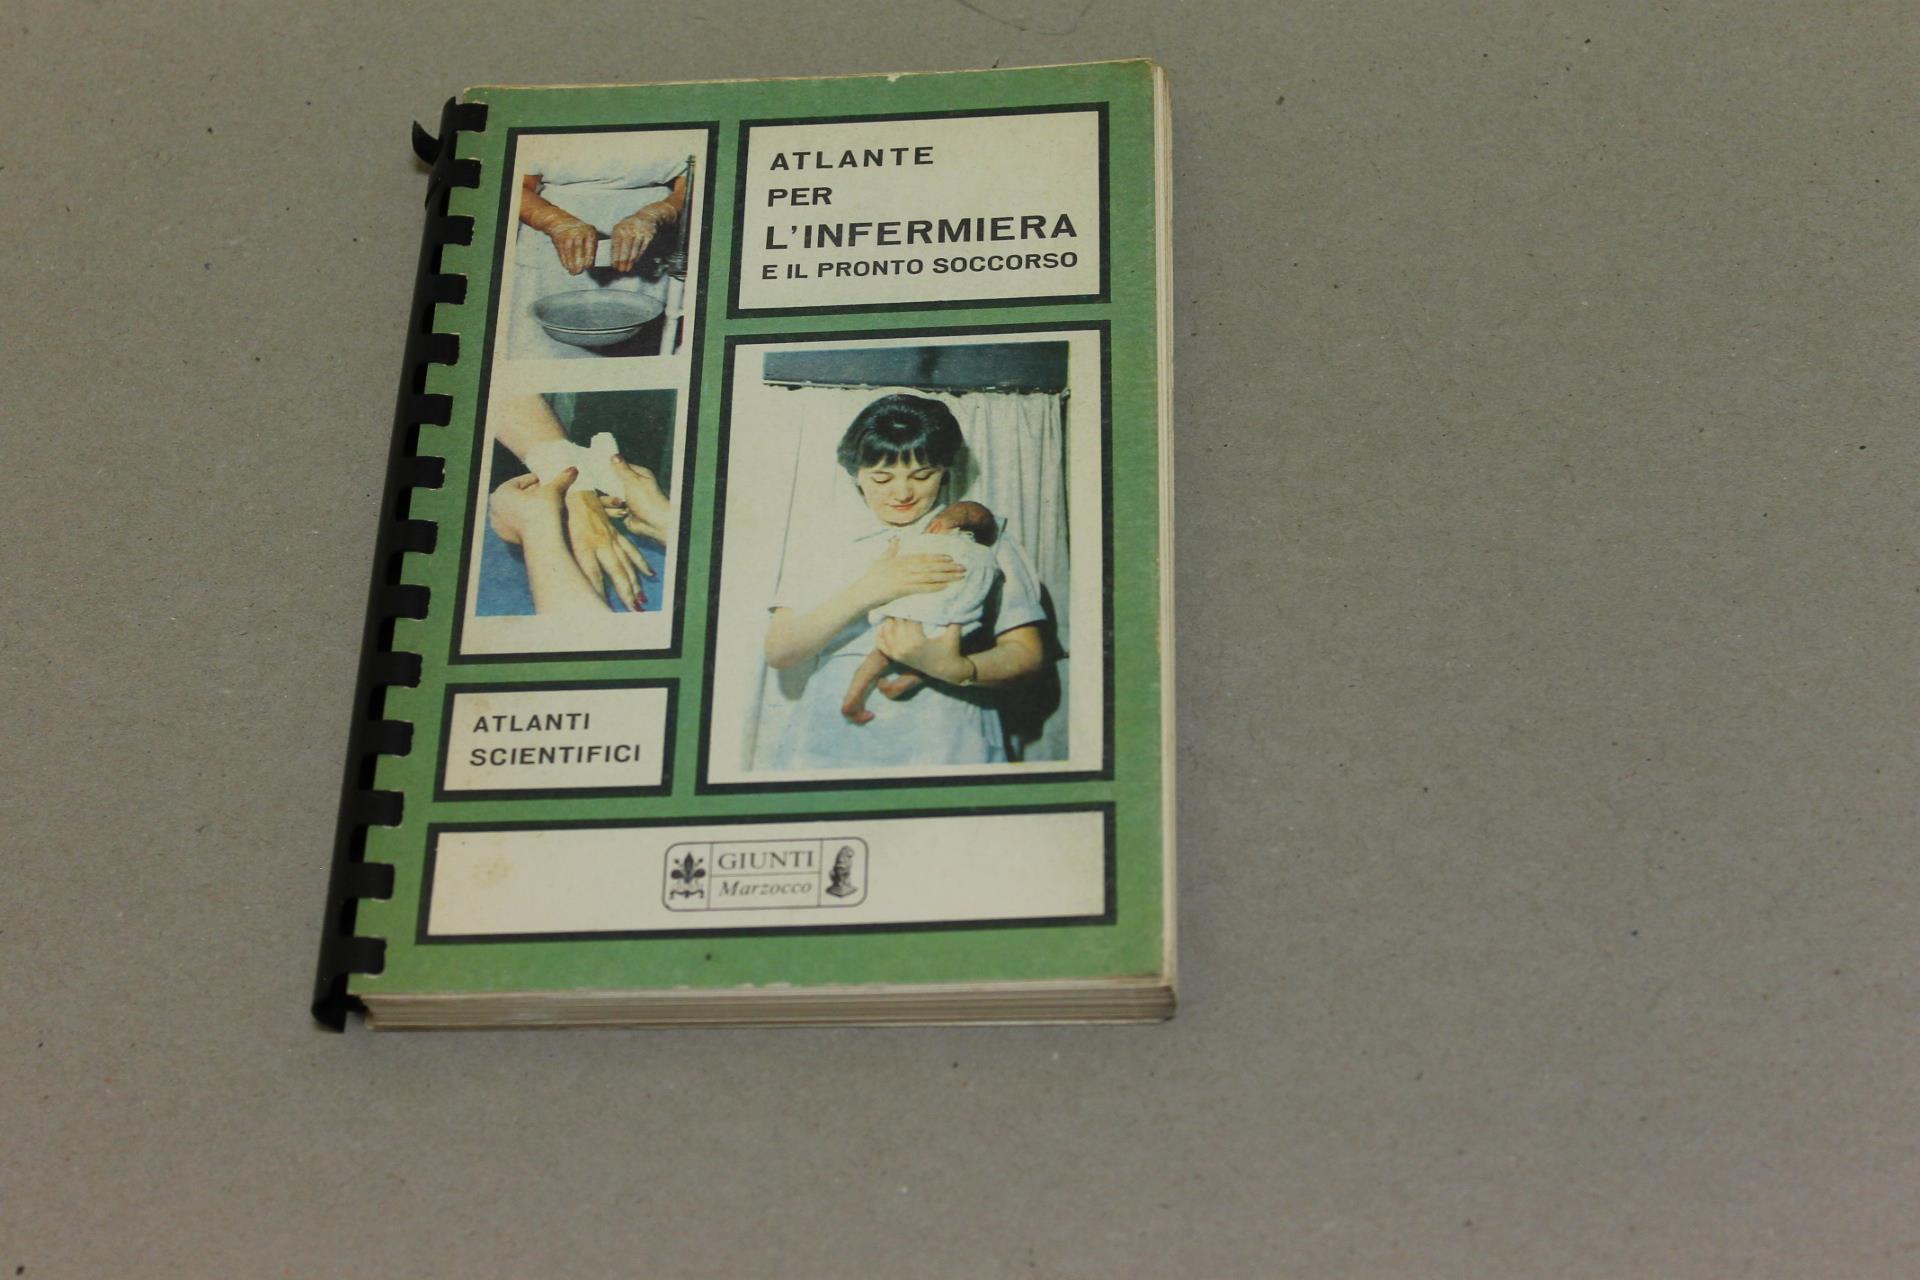 ATLANTE
PER
L'INFERMIERA
E IL PRONTO SOCCORSO
ATLANTI
SCIENTIFICI
GIUNTI
Marzocco